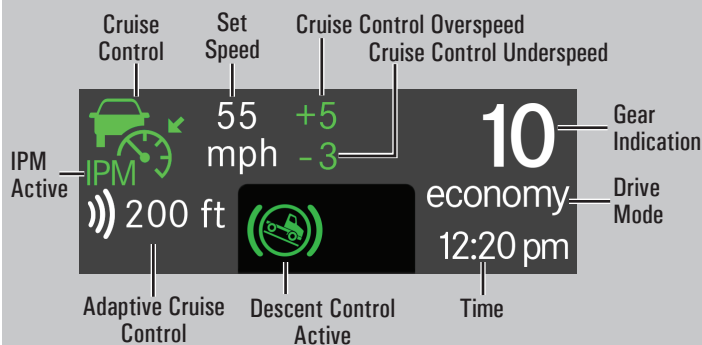 Cruise
Control
Set
Speed
Cruise Control Overspeed
Cruise Control Underspeed
55
mph
+5
-3
10
Gear
Indication
IPM
Active
IPM
200 ft
economy
Drive
Mode
12:20 pm
Adaptive Cruise
Control
Descent Control
Active
Time